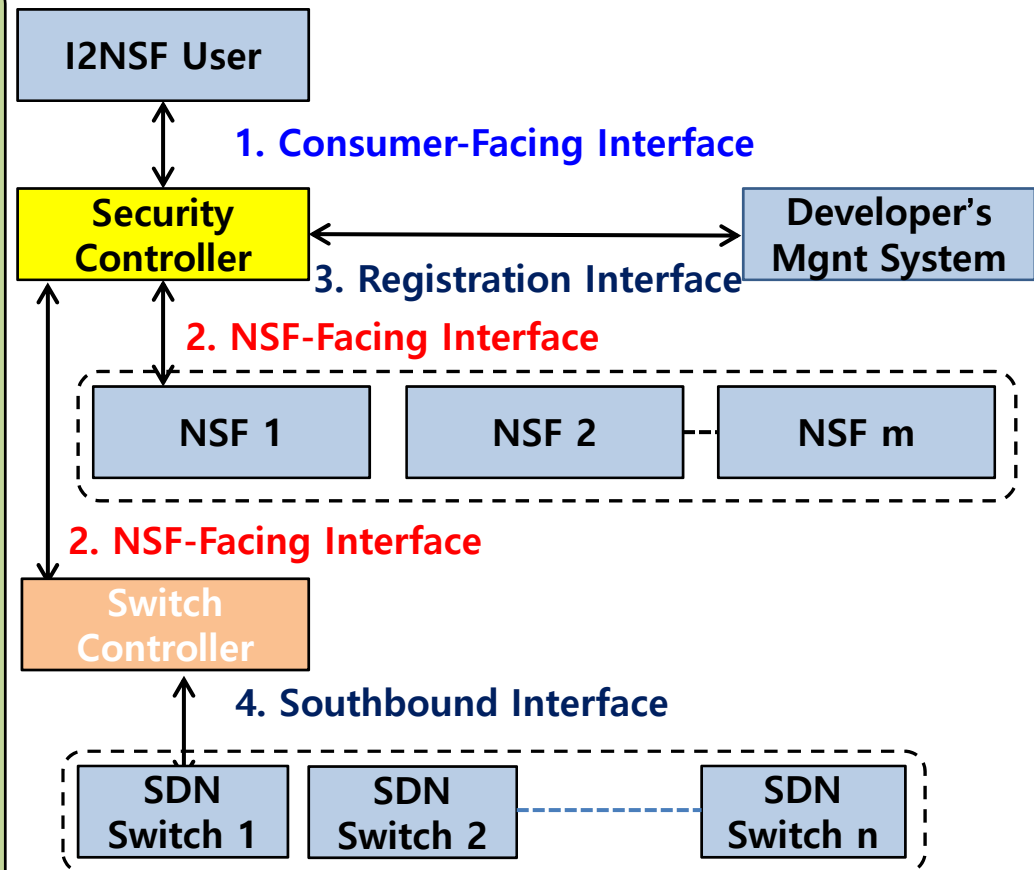 I2NSF User
1. Consumer-Facing Interface
Security
Controller
Developer’s
Mgnt System
3. Registration Interface
2. NSF-Facing Interface
NSF 1
NSF 2
NSF m
2. NSF-Facing Interface
Switch
Controller
4. Southbound Interface
SDN
Switch 1
SDN
Switch 2
SDN
Switch n